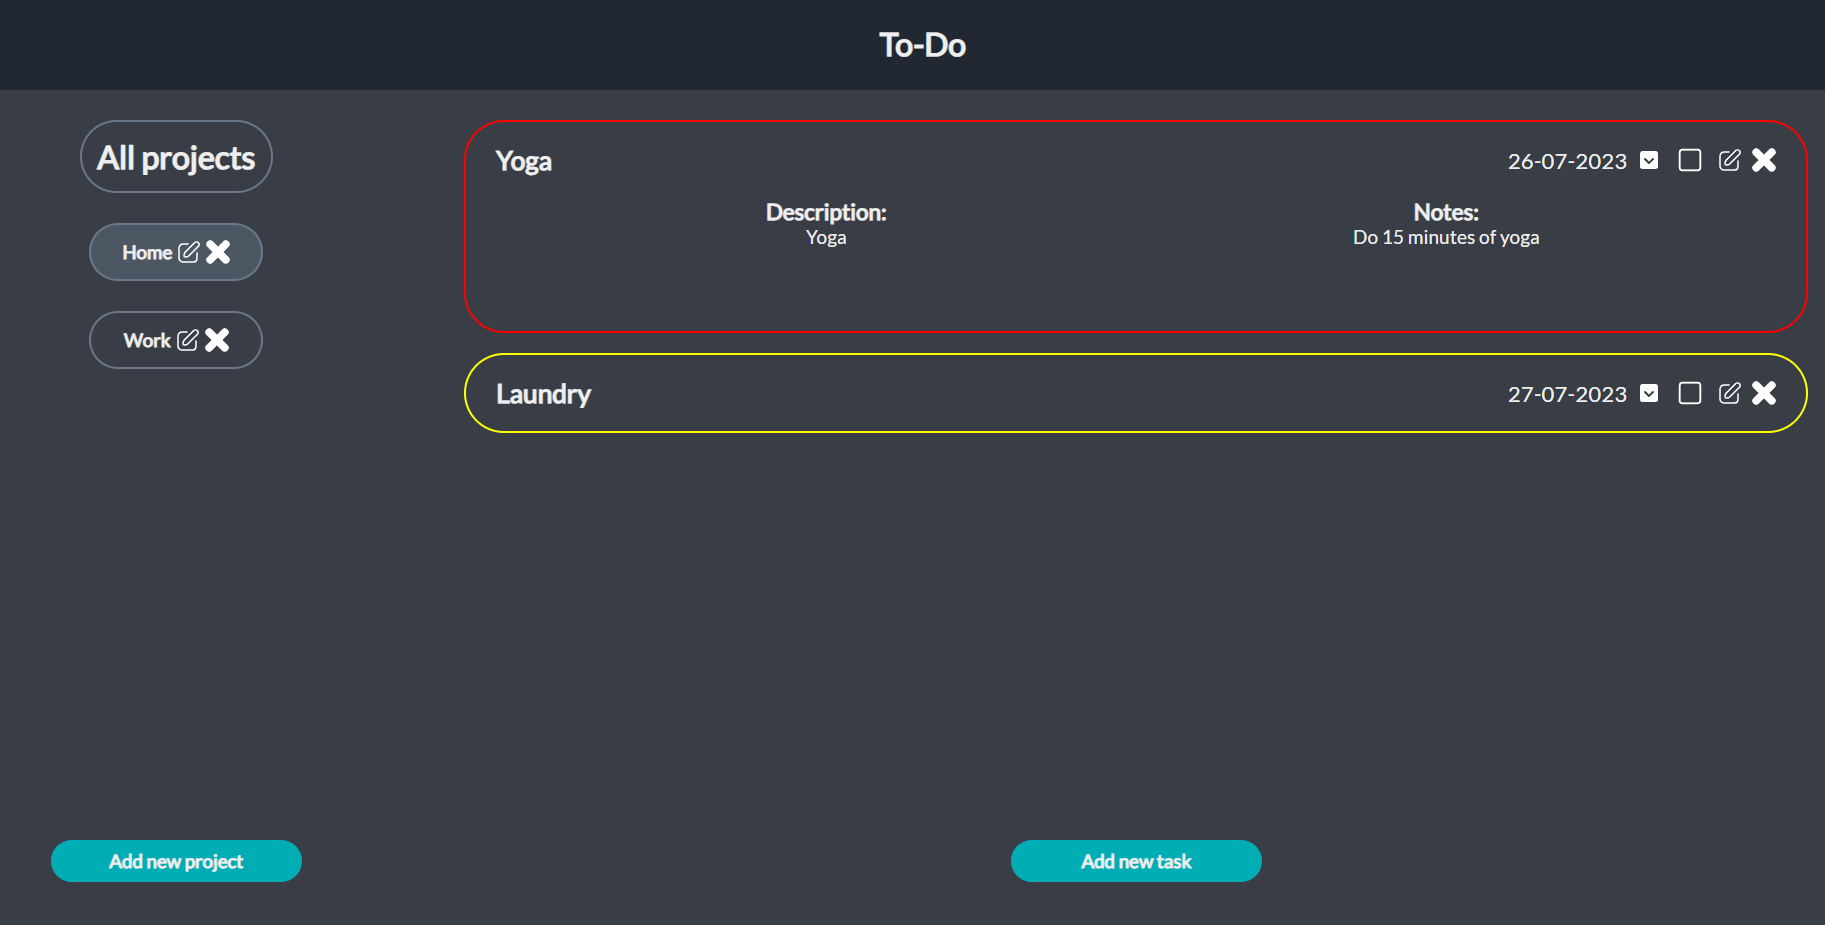 To-Do
All projects
Home
Work
Yoga
26-07-2023
Description:
Yoga
Notes:
Do 15 minutes of yoga
Laundry
27-07-2023
Add new project
Add new task